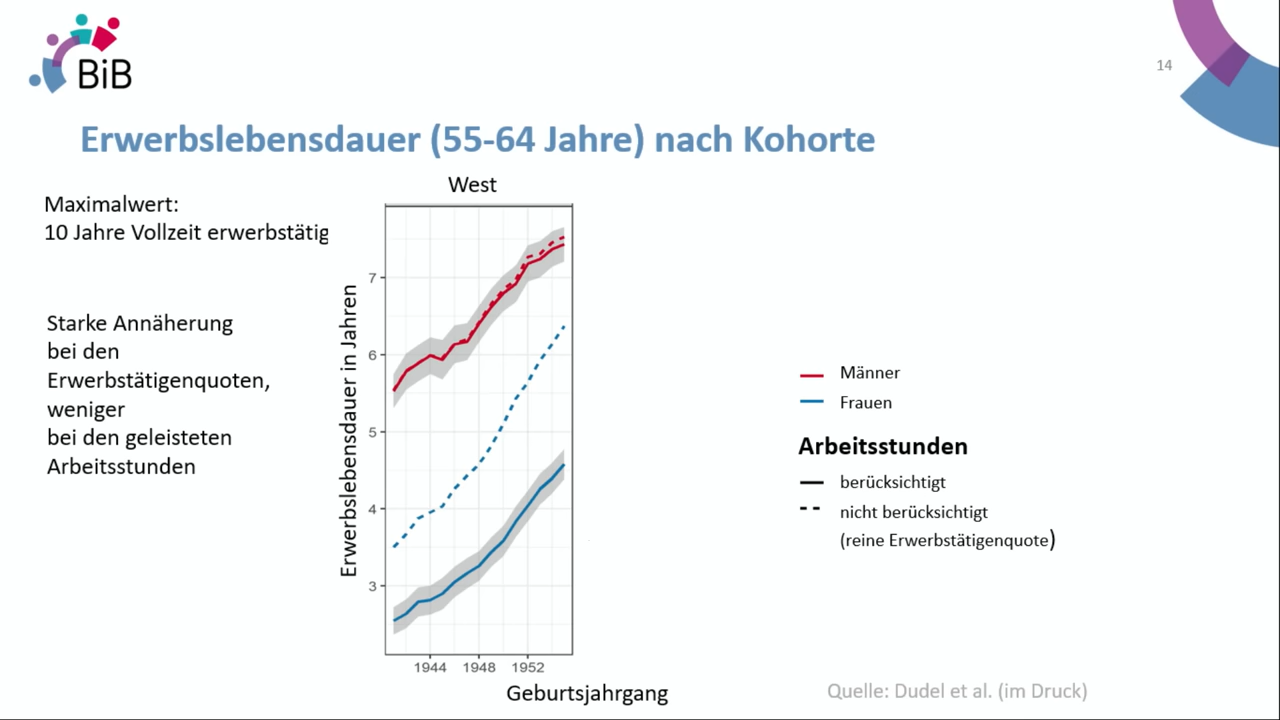 BiB
14
Erwerbslebensdauer (55-64 Jahre) nach Kohorte
Maximalwert:
10 Jahre Vollzeit erwerbstätig
Starke Annäherung
bei den
Erwerbstätigenquoten,
weniger
bei den geleisteten
Arbeitsstunden
West
Erwerbslebensdauer in Jahren
7
6
5
4
3
1944 1948 1952
Geburtsjahrgang
Männer
Frauen
Arbeitsstunden
berücksichtigt
nicht berücksichtigt
(reine Erwerbstätigenquote)
Quelle: Dudel et al. (im Druck)